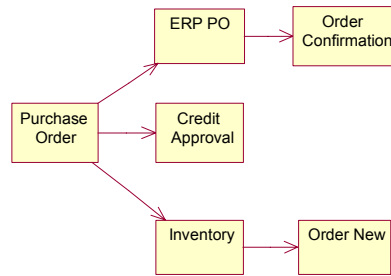 ERP PO
Order
Confirmation
Purchase
Order
Credit
Approval
Inventory
Order New